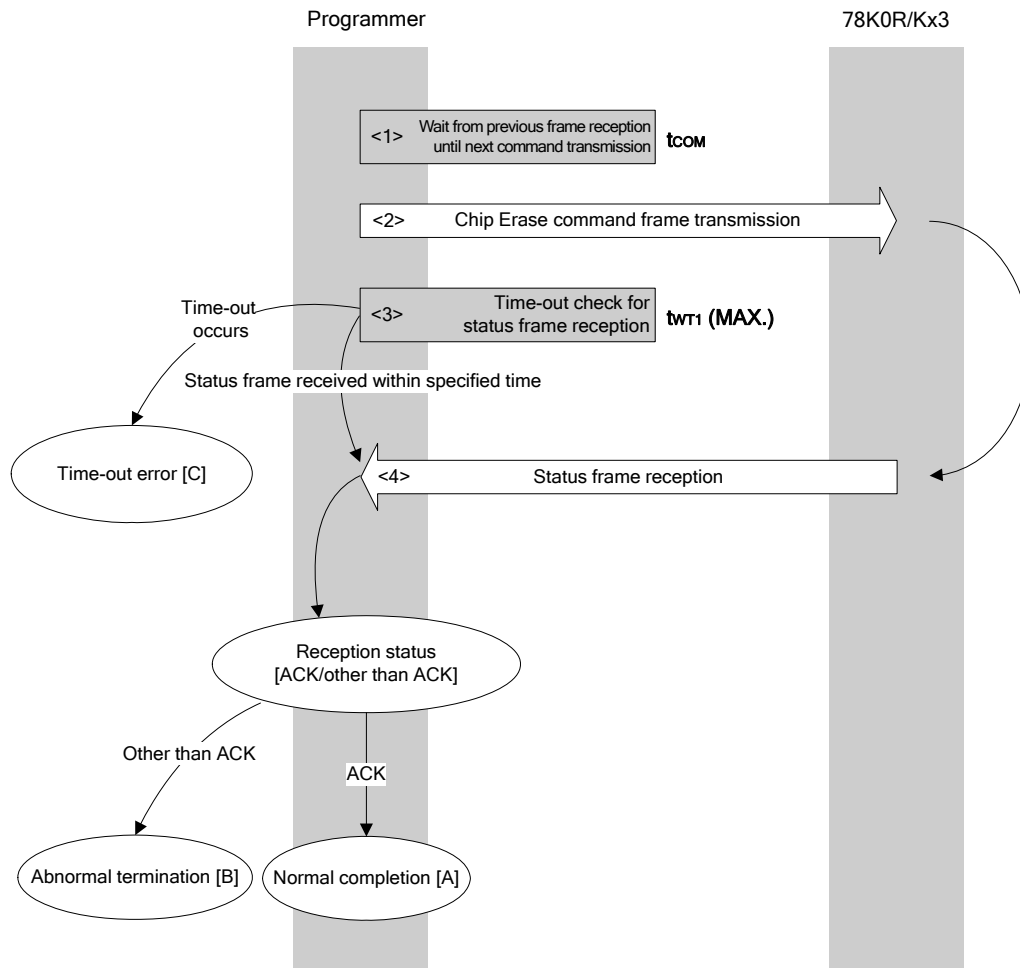 Programmer
78K0R/Kx3
<1>
Wait from previous frame reception
until next command transmission
tCOM
<2>
Chip Erase command frame transmission
<3>
Time-out check for
status frame reception
tWT1 (MAX.)
Time-out
occurs
Status frame received within specified time
Time-out error [C]
<4>
Status frame reception
Reception status
[ACK/other than ACK]
Other than ACK
ACK
Abnormal termination [B]
Normal completion [A]